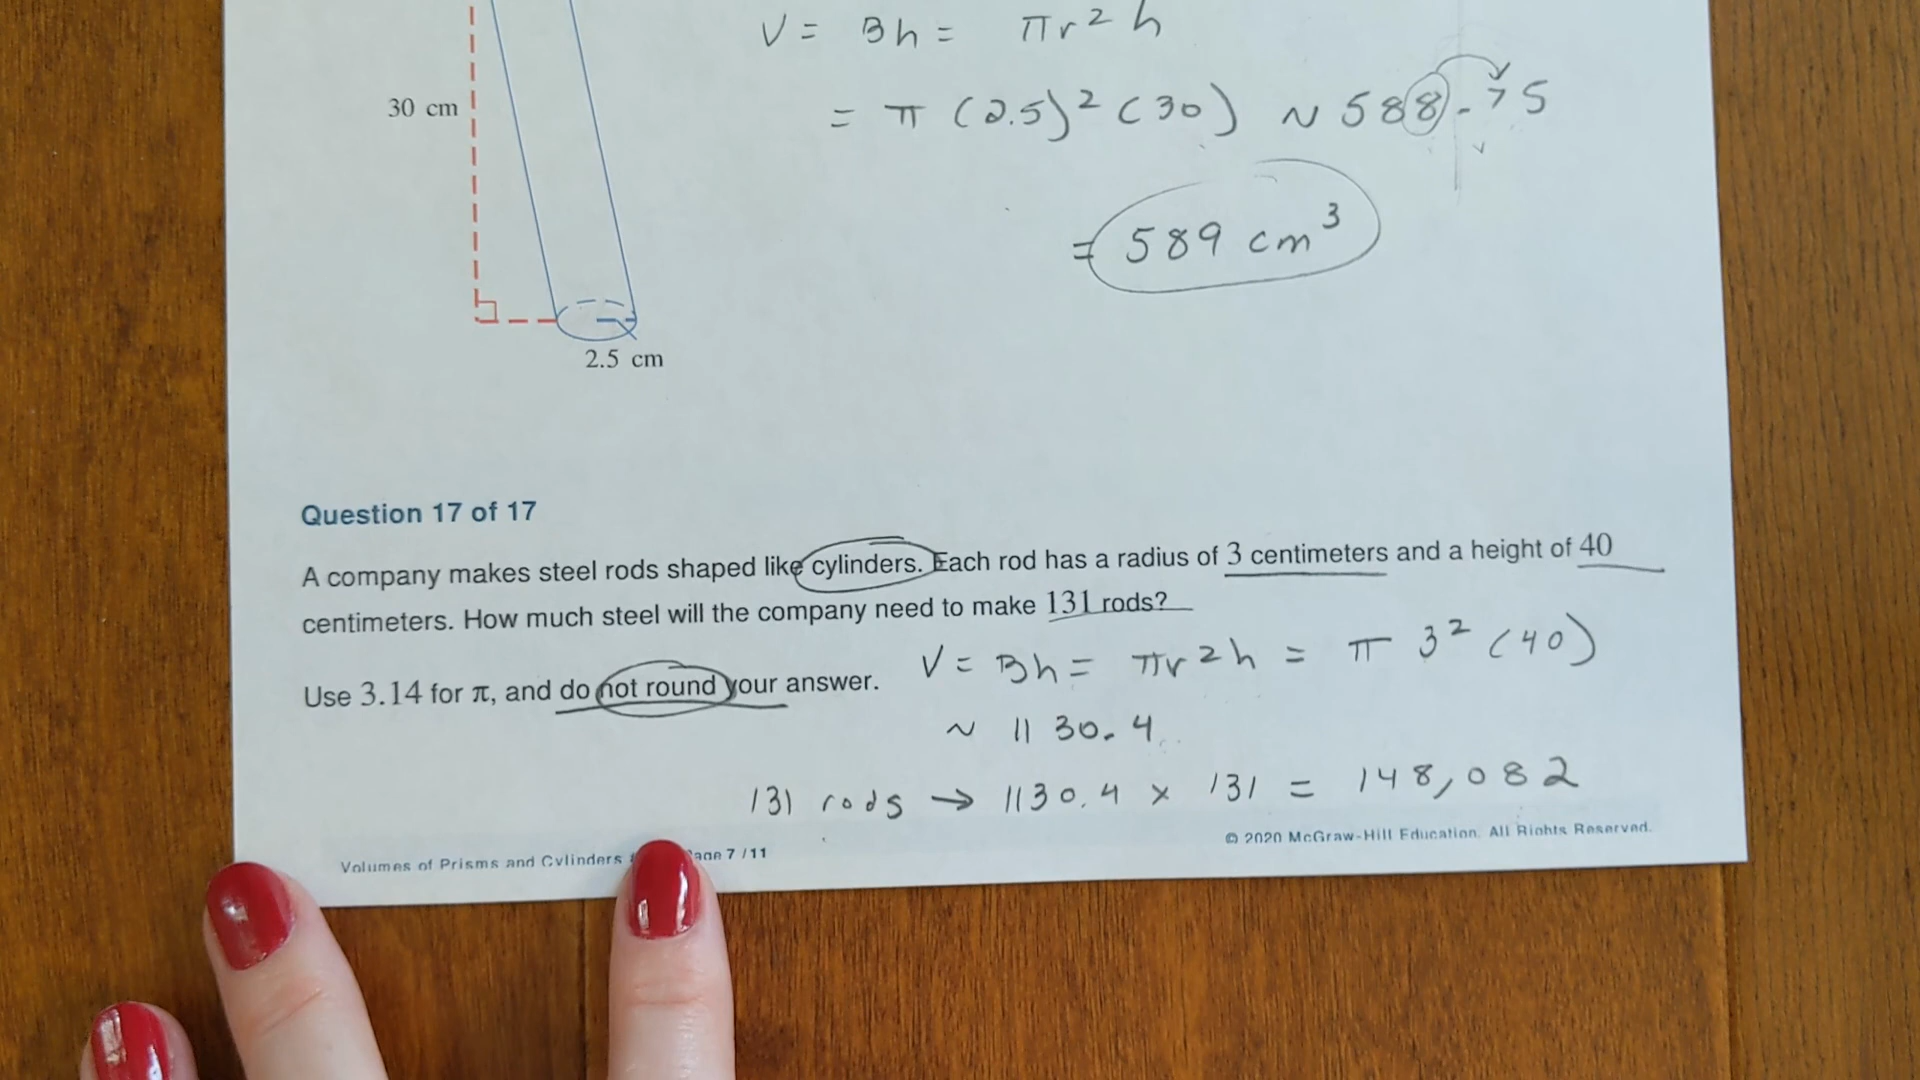 V = Bh = πr² h
30 cm
= π (2.5)² (30) ~ 588.75
= 589 cm³
2.5 cm
Question 17 of 17
A company makes steel rods shaped like cylinders. Each rod has a radius of 3 centimeters and a height of 40
centimeters. How much steel will the company need to make 131 rods?
V = Bh = πr²h = π 3² (40)
Use 3.14 for π, and do not round your answer.
~ 1130.4
131 rods → 1130.4 × 131 = 148,082
© 2020 McGraw-Hill Education. All Rights Reserved.
Volumes of Prisms and Cylinders age 7 / 11